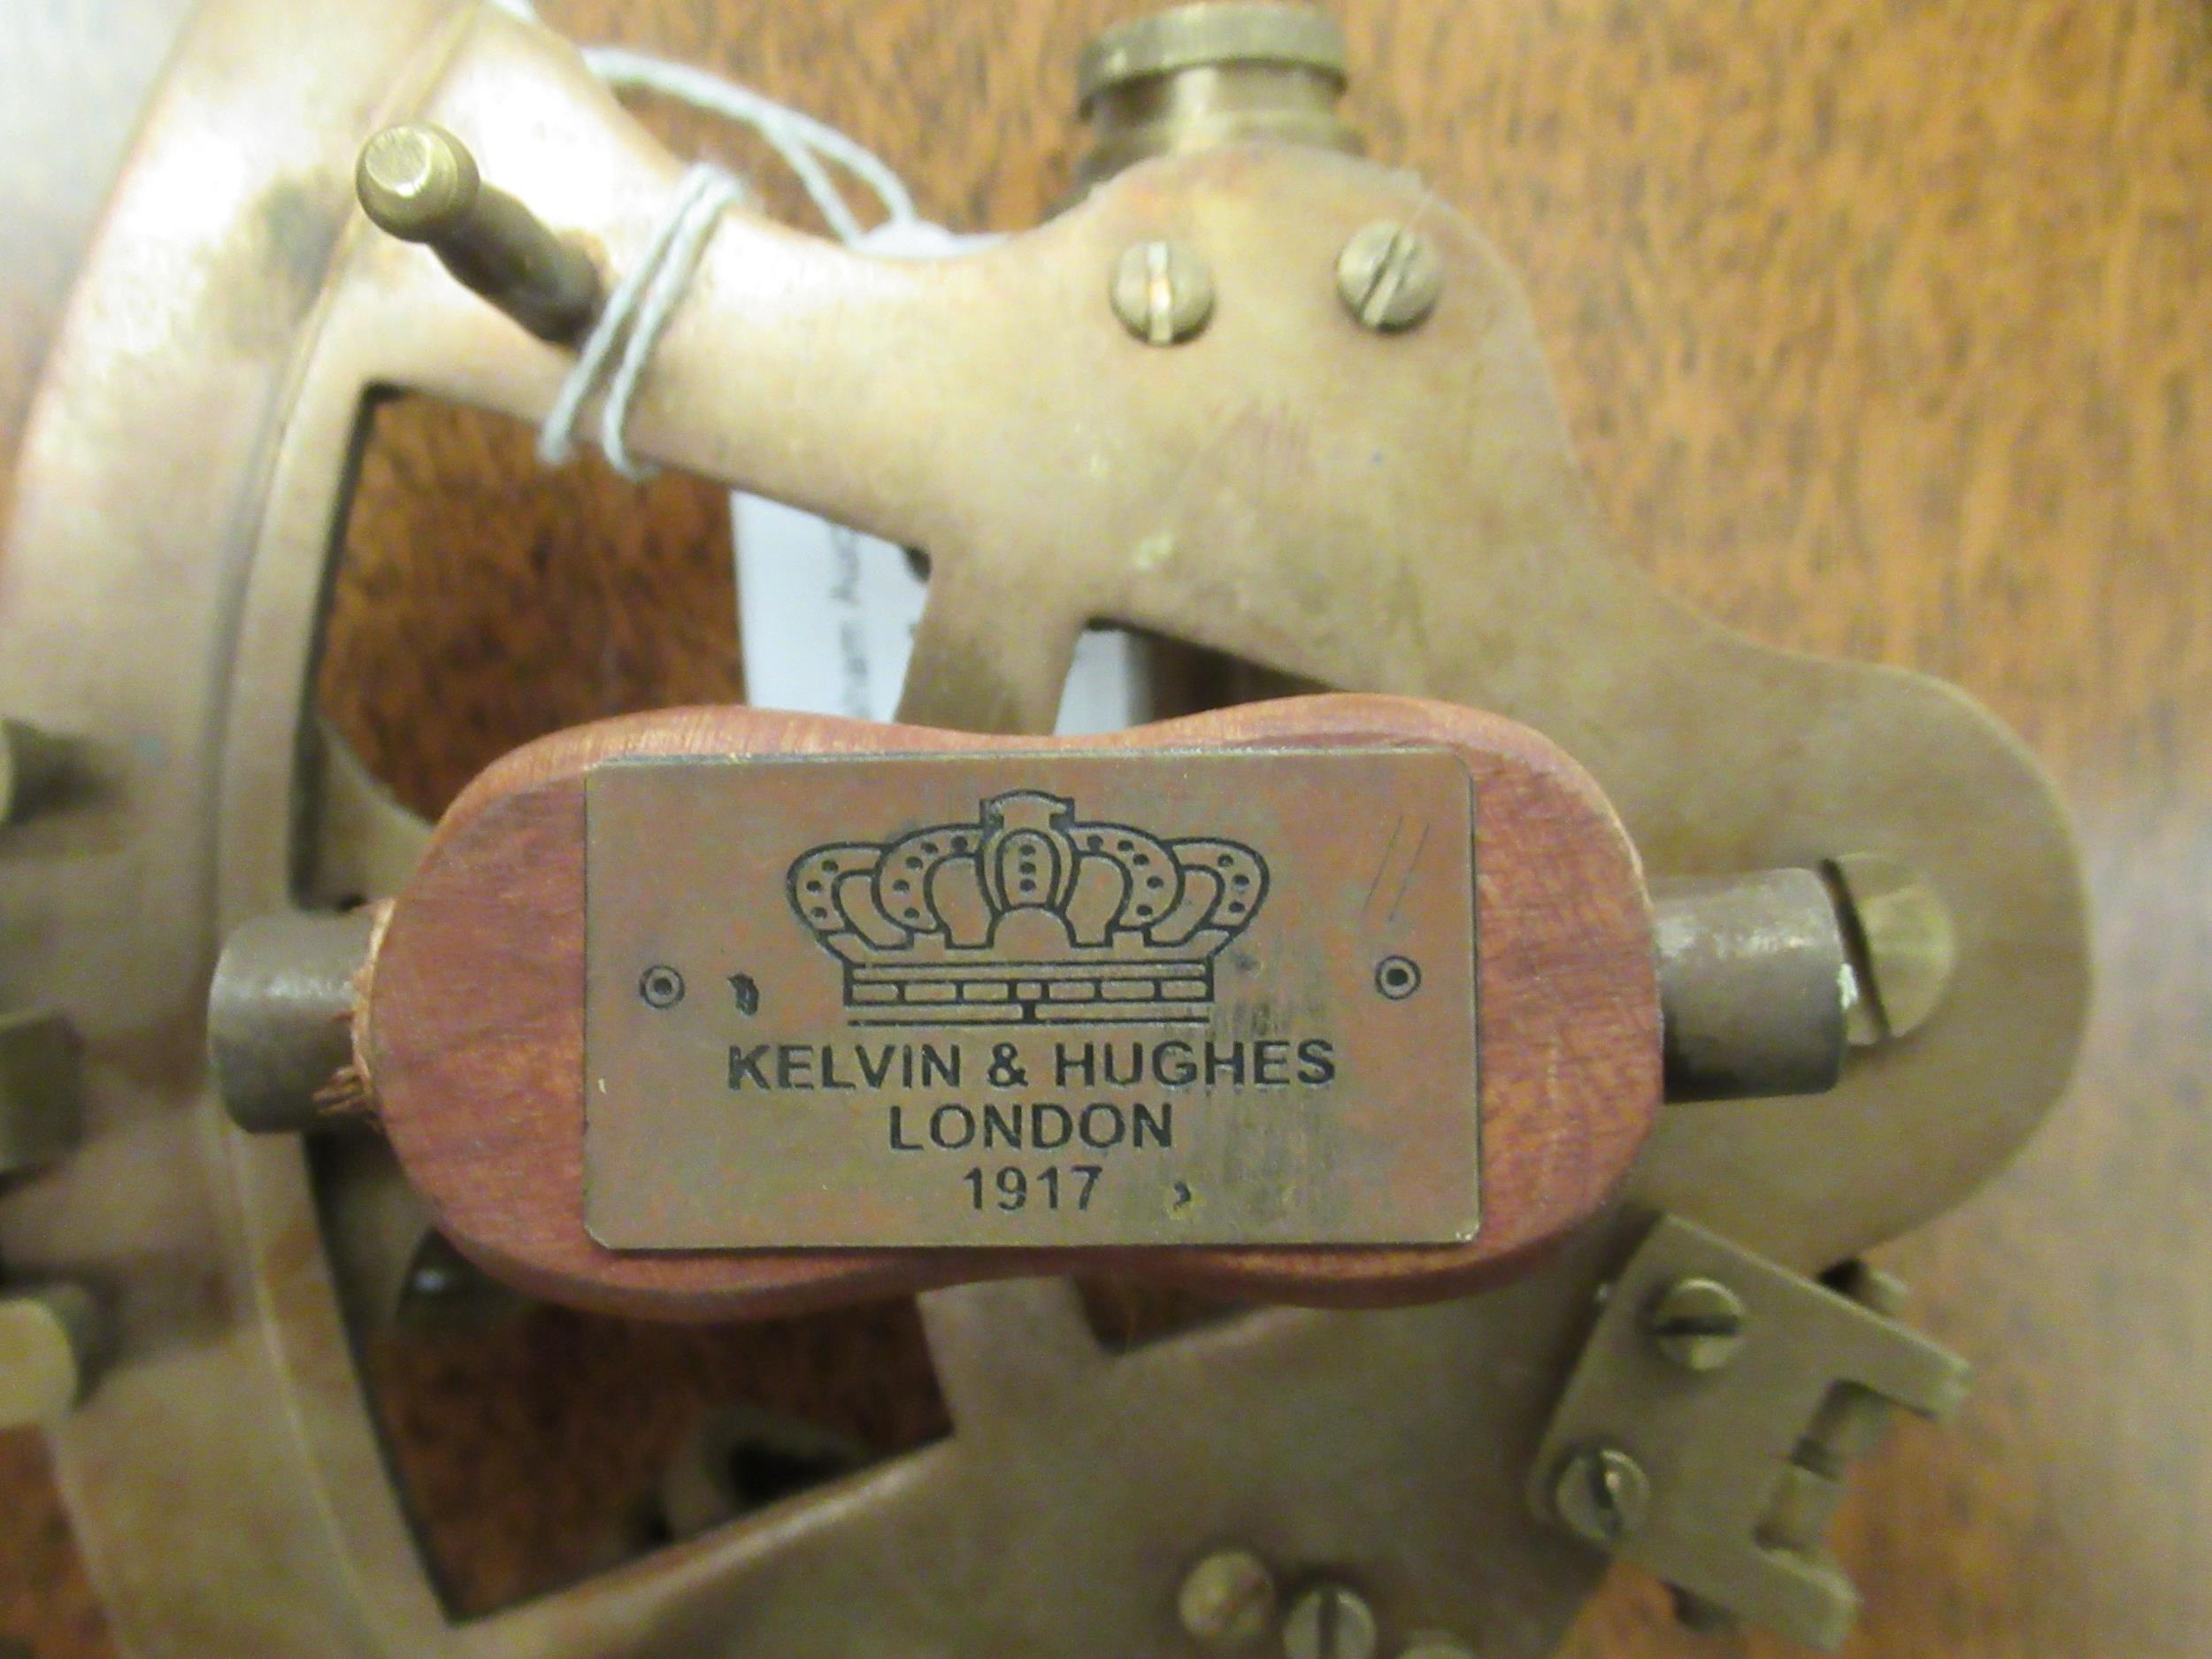 KELVIN & HUGHES
LONDON
1917